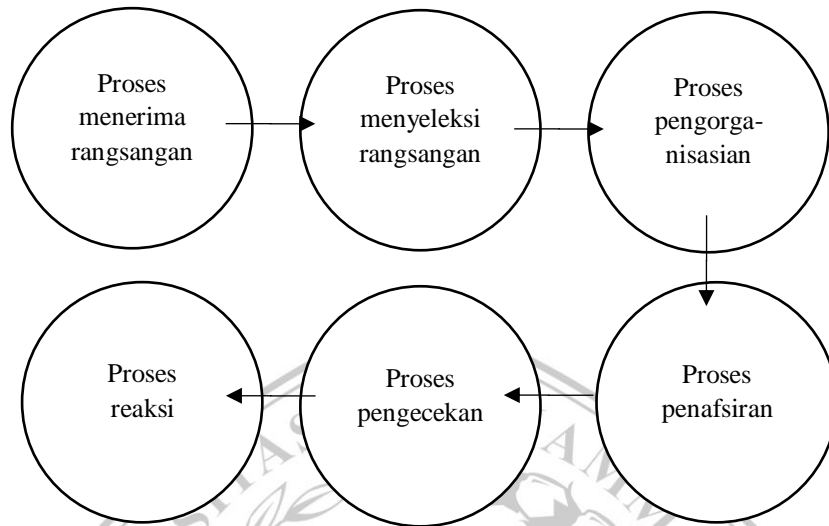 Proses
menerima
rangsangan
Proses
menyeleksi
rangsangan
Proses
pengorga-
nisasian
Proses
penafsiran
Proses
pengecekan
Proses
reaksi